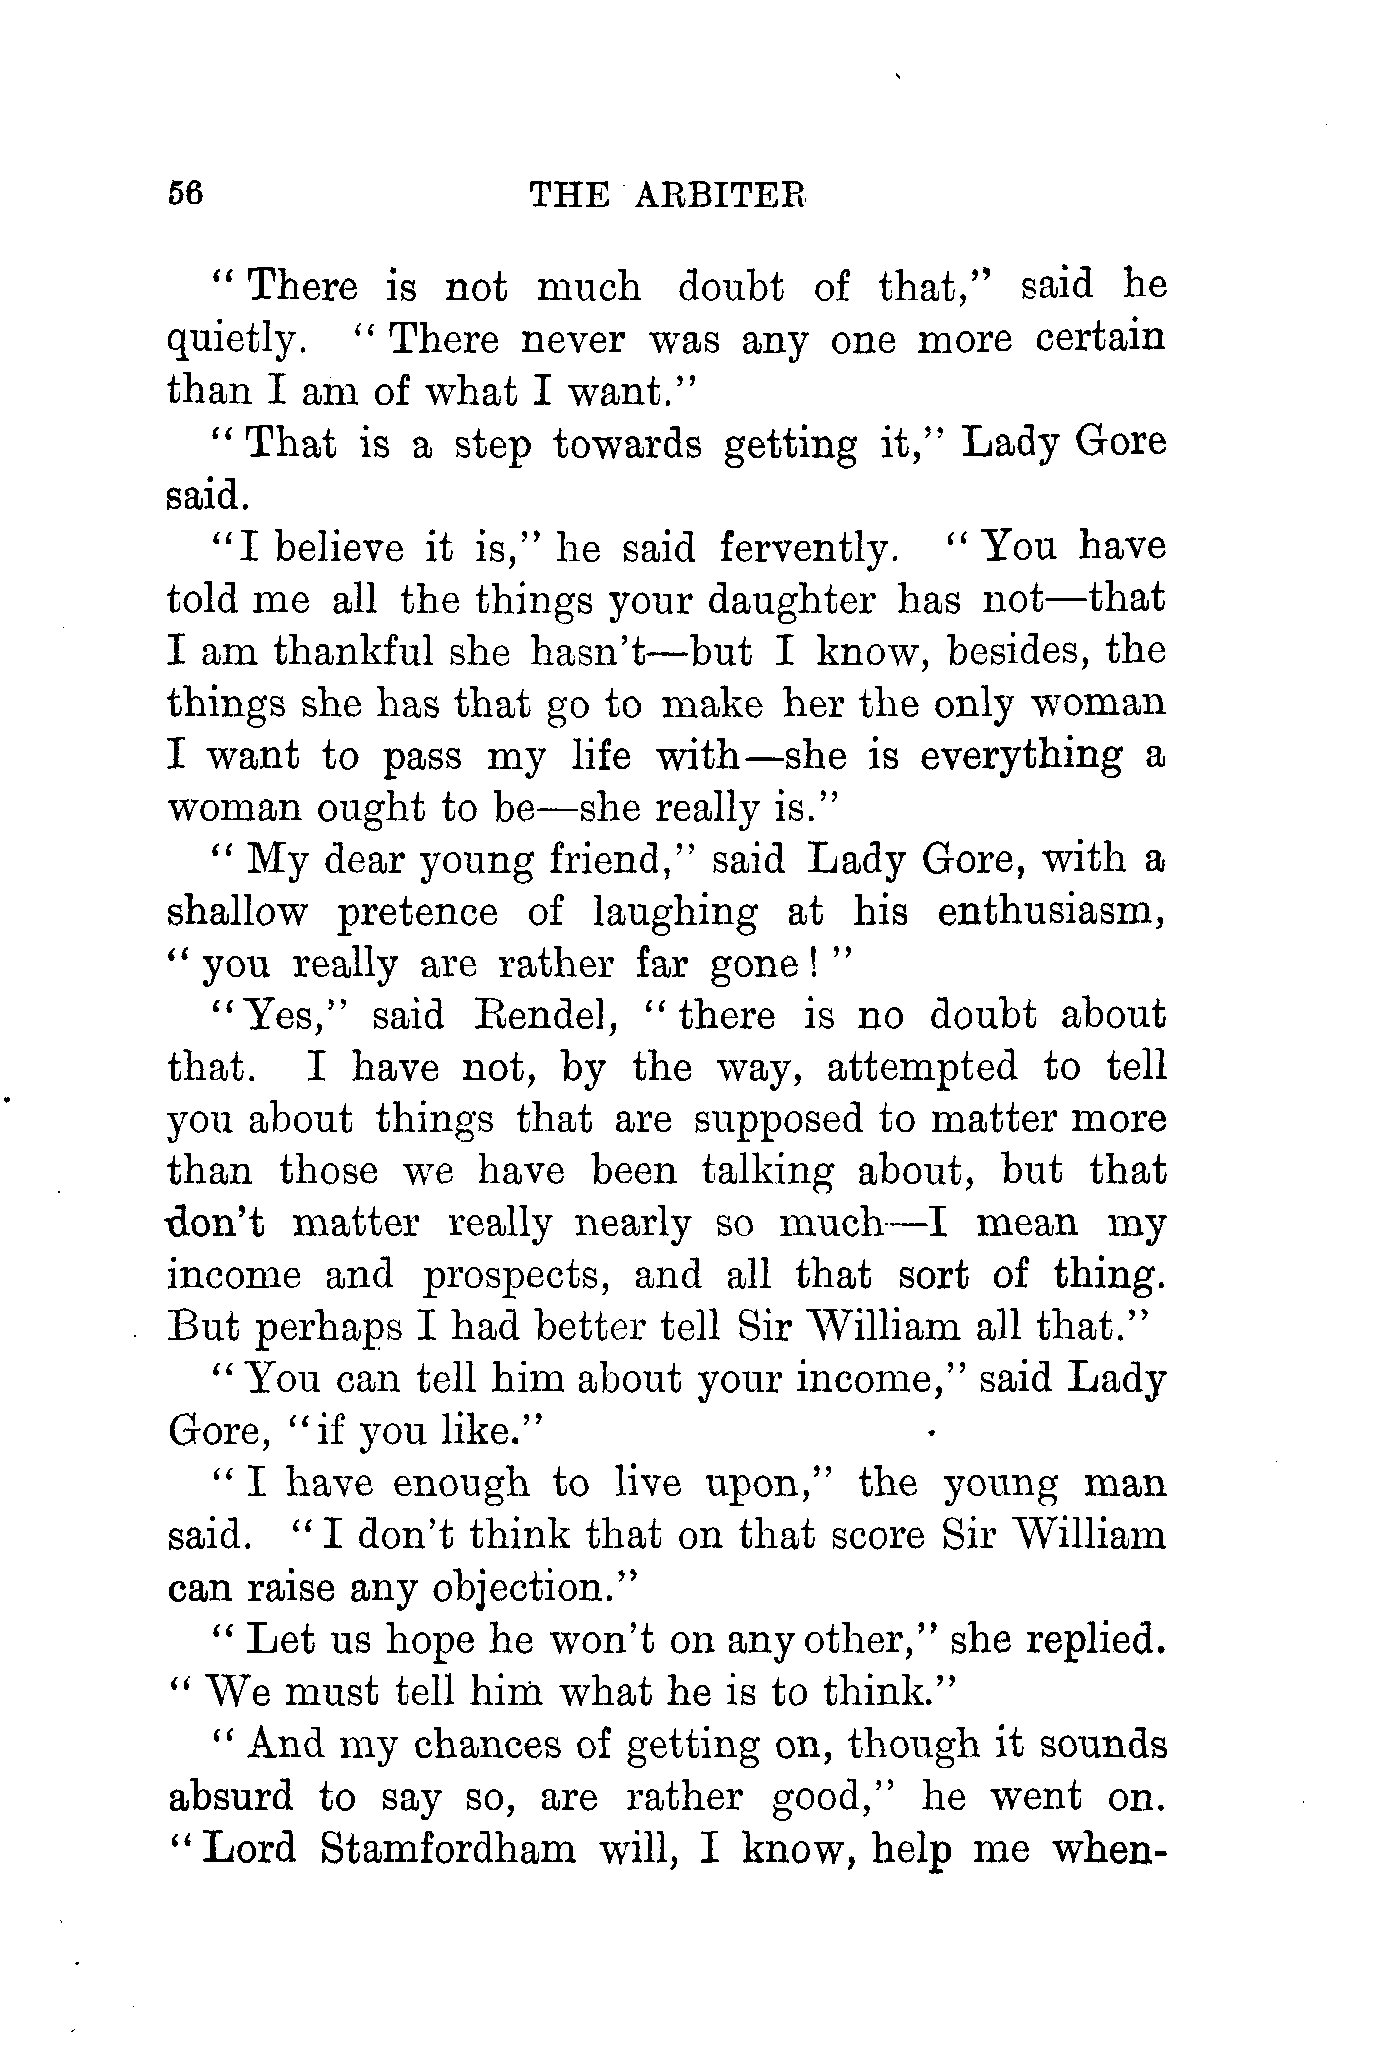 56 THE ARBITER
“There is not much doubt of that,” said he
quietly. “There never was any one more certain
than I am of what I want.”
“That is a step towards getting it,” Lady Gore
said.
“I believe it is,” he said fervently. “You have
told me all the things your daughter has not—that
I am thankful she hasn’t—but I know, besides, the
things she has that go to make her the only woman
I want to pass my life with—she is everything a
woman ought to be—she really is.”
“My dear young friend,” said Lady Gore, with a
shallow pretence of laughing at his enthusiasm,
“you really are rather far gone!”
“Yes,” said Rendel, “there is no doubt about
that. I have not, by the way, attempted to tell
you about things that are supposed to matter more
than those we have been talking about, but that
don’t matter really nearly so much—I mean my
income and prospects, and all that sort of thing.
But perhaps I had better tell Sir William all that.”
“You can tell him about your income,” said Lady
Gore, “if you like.”
“I have enough to live upon,” the young man
said. “I don’t think that on that score Sir William
can raise any objection.”
“Let us hope he won’t on any other,” she replied.
“We must tell him what he is to think.”
“And my chances of getting on, though it sounds
absurd to say so, are rather good,” he went on.
“Lord Stamfordham will, I know, help me when-